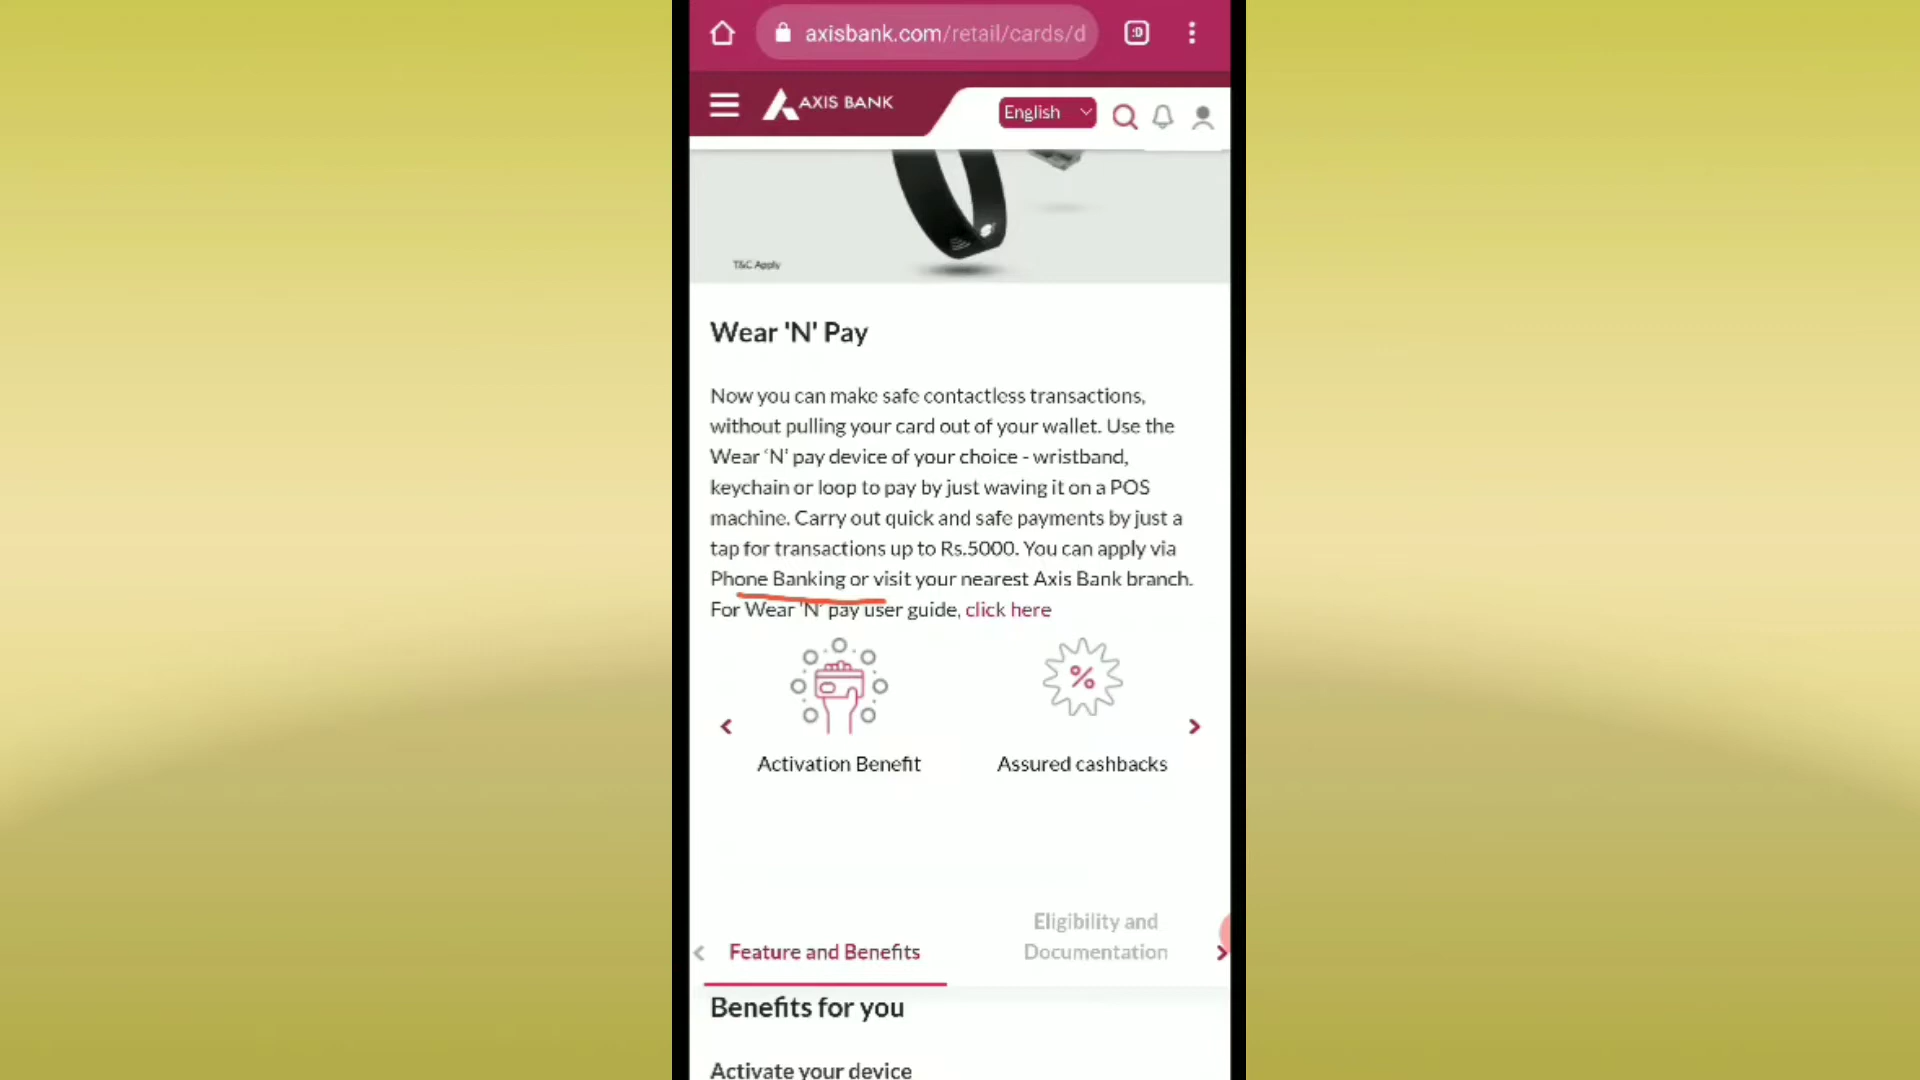 axisbank.com/retail/cards/d
:D
AXIS BANK
English
T&C Apply
Wear 'N' Pay
Now you can make safe contactless transactions,
without pulling your card out of your wallet. Use the
Wear ‘N’ pay device of your choice - wristband,
keychain or loop to pay by just waving it on a POS
machine. Carry out quick and safe payments by just a
tap for transactions up to Rs.5000. You can apply via
Phone Banking or visit your nearest Axis Bank branch.
For Wear 'N' pay user guide, click here
%
Activation Benefit
Assured cashbacks
Feature and Benefits
Eligibility and
Documentation
Benefits for you
Activate your device